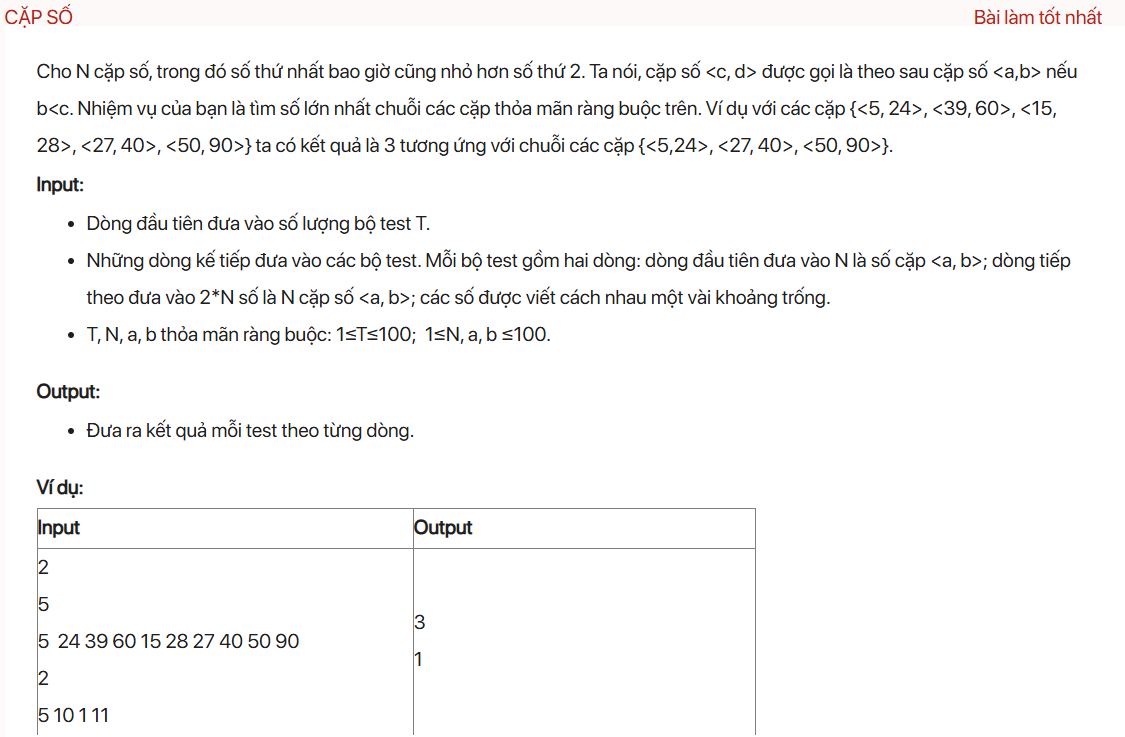 CẶP SỐ
Bài làm tốt nhất
Cho N cặp số, trong đó số thứ nhất bao giờ cũng nhỏ hơn số thứ 2. Ta nói, cặp số <c, d> được gọi là theo sau cặp số <a,b> nếu
b<c. Nhiệm vụ của bạn là tìm số lớn nhất chuỗi các cặp thỏa mãn ràng buộc trên. Ví dụ với các cặp {<5, 24>, <39, 60>, <15,
28>, <27, 40>, <50, 90>} ta có kết quả là 3 tương ứng với chuỗi các cặp {<5,24>, <27, 40>, <50, 90>}.
Input:
• Dòng đầu tiên đưa vào số lượng bộ test T.
• Những dòng kế tiếp đưa vào các bộ test. Mỗi bộ test gồm hai dòng: dòng đầu tiên đưa vào N là số cặp <a, b>; dòng tiếp
theo đưa vào 2*N số là N cặp số <a, b>; các số được viết cách nhau một vài khoảng trống.
• T, N, a, b thỏa mãn ràng buộc: 1≤T≤100;  1≤N, a, b ≤100.
Output:
• Đưa ra kết quả mỗi test theo từng dòng.
Ví dụ:
Input
Output
2
5
5  24 39 60 15 28 27 40 50 90
2
5 10 1 11
3
1